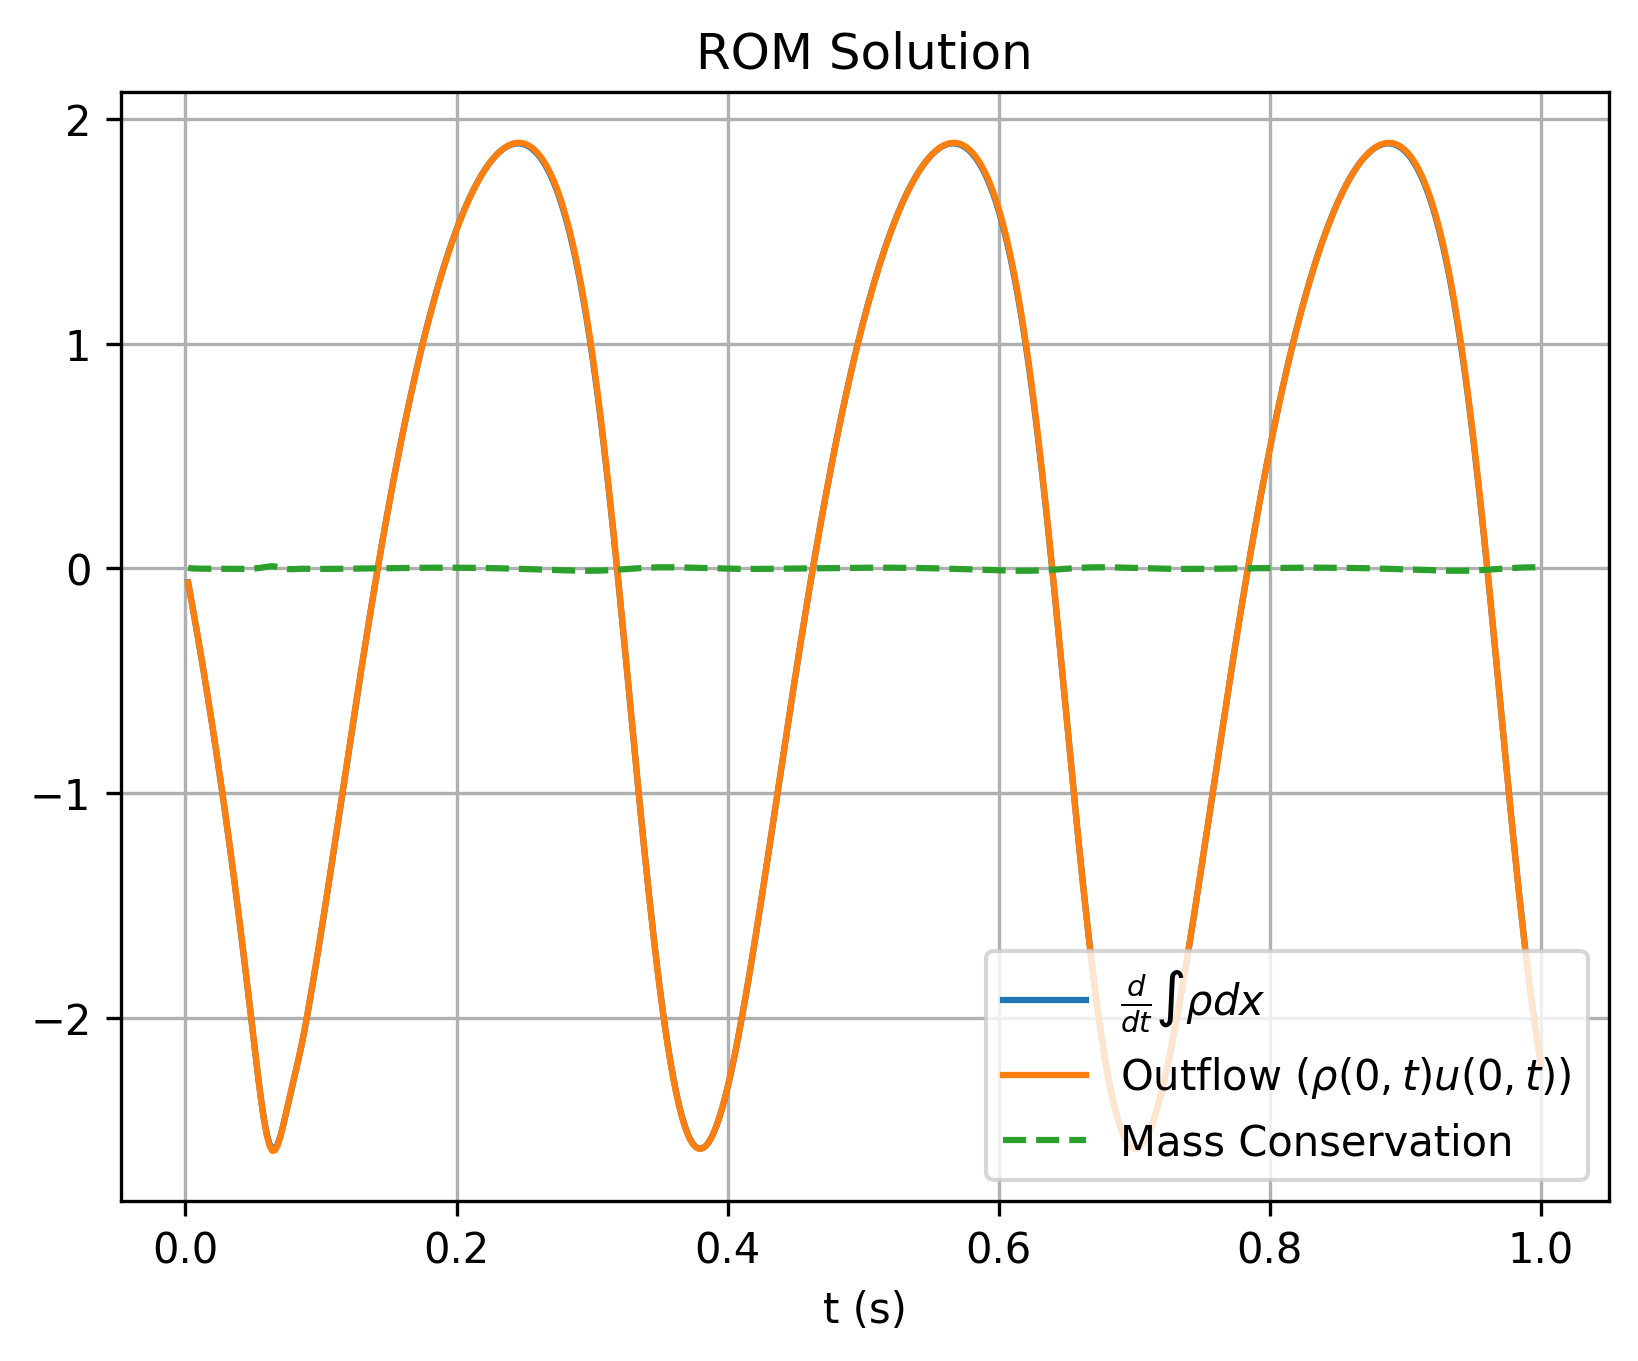 ROM Solution
2
1
0
−1
−2
d/dt ∫ρdx
Outflow (ρ(0, t)u(0, t))
Mass Conservation
0.0 0.2 0.4 0.6 0.8 1.0
t (s)